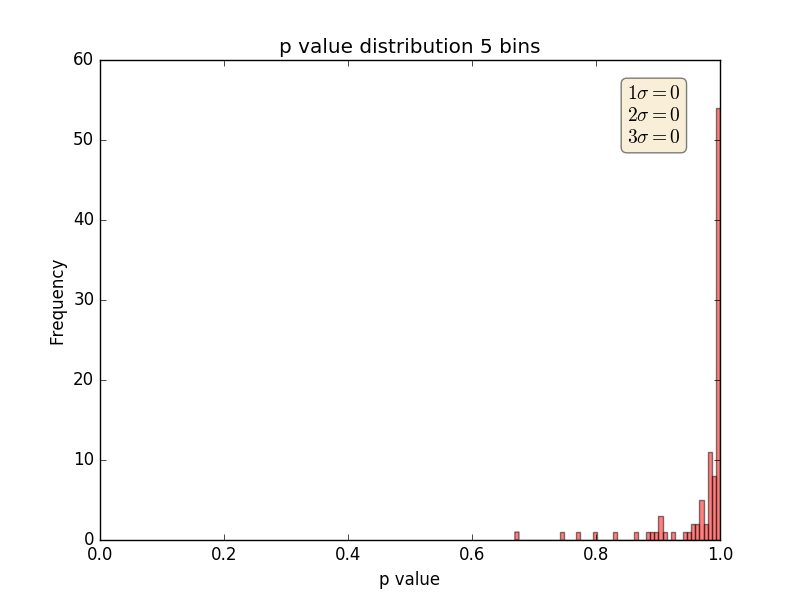 p value distribution 5 bins
60
50
40
30
20
10
0
Frequency
1σ = 0
2σ = 0
3σ = 0
0.0 0.2 0.4 0.6 0.8 1.0
p value